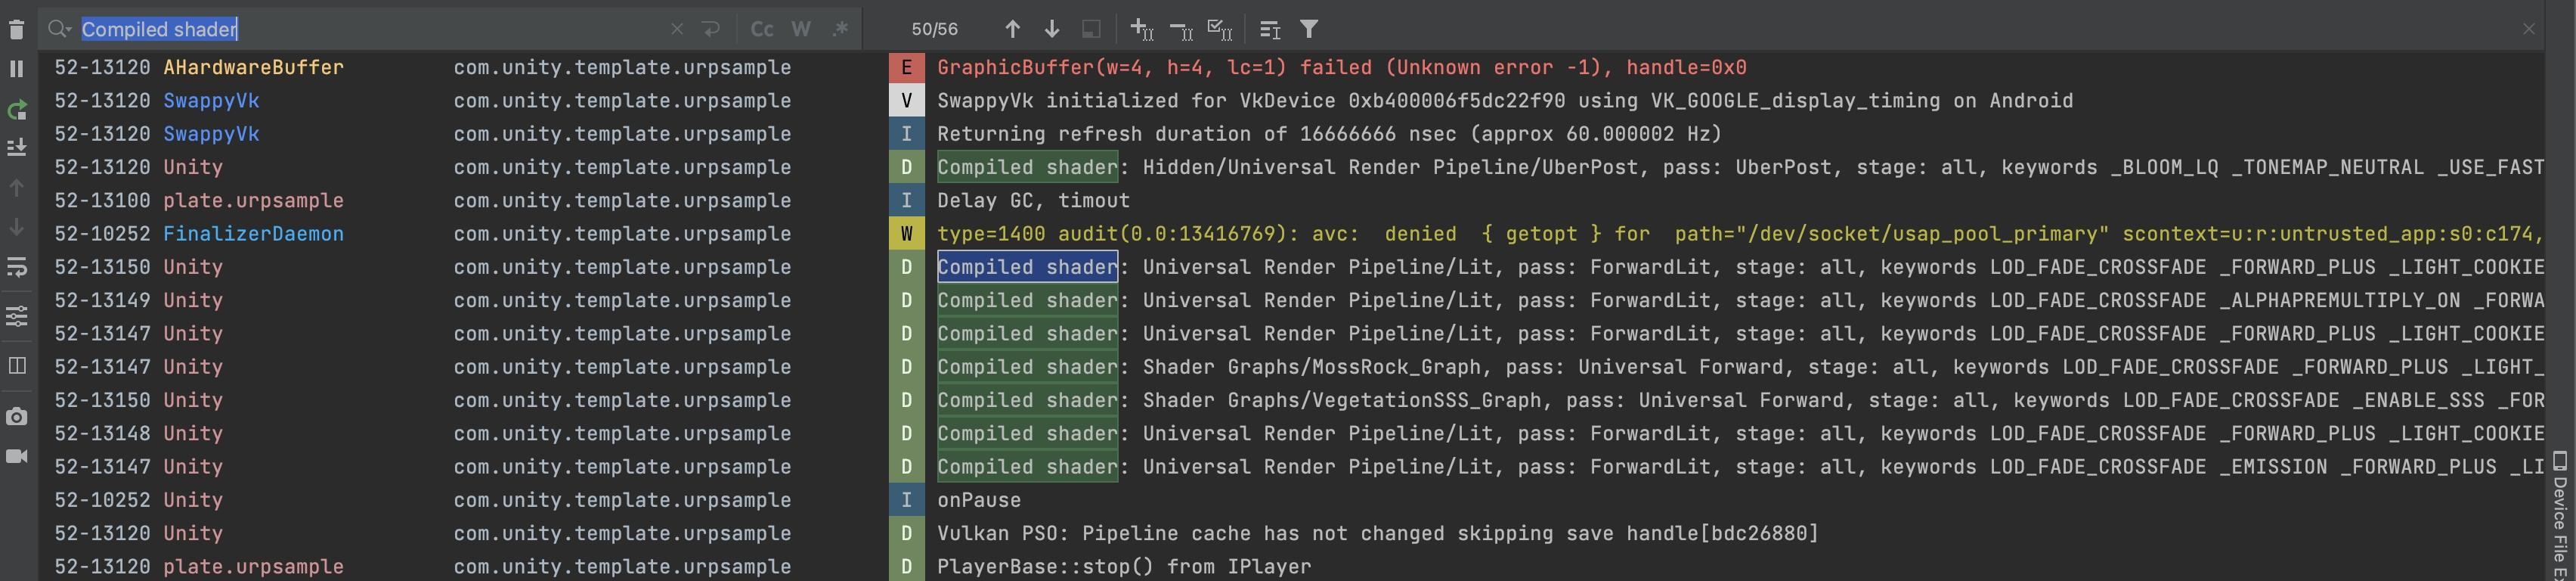 Compiled shader
Cc W .*
50/56
52-13120 AHardwareBuffer com.unity.template.urpsample E GraphicBuffer(w=4, h=4, lc=1) failed (Unknown error -1), handle=0x0
52-13120 SwappyVk com.unity.template.urpsample V SwappyVk initialized for VkDevice 0xb400006f5dc22f90 using VK_GOOGLE_display_timing on Android
52-13120 SwappyVk com.unity.template.urpsample I Returning refresh duration of 16666666 nsec (approx 60.000002 Hz)
52-13120 Unity com.unity.template.urpsample D Compiled shader: Hidden/Universal Render Pipeline/UberPost, pass: UberPost, stage: all, keywords _BLOOM_LQ _TONEMAP_NEUTRAL _USE_FAST
52-13100 plate.urpsample com.unity.template.urpsample I Delay GC, timout
52-10252 FinalizerDaemon com.unity.template.urpsample W type=1400 audit(0.0:13416769): avc: denied { getopt } for path="/dev/socket/usap_pool_primary" scontext=u:r:untrusted_app:s0:c174,
52-13150 Unity com.unity.template.urpsample D Compiled shader: Universal Render Pipeline/Lit, pass: ForwardLit, stage: all, keywords LOD_FADE_CROSSFADE _FORWARD_PLUS _LIGHT_COOKIE
52-13149 Unity com.unity.template.urpsample D Compiled shader: Universal Render Pipeline/Lit, pass: ForwardLit, stage: all, keywords LOD_FADE_CROSSFADE _ALPHAPREMULTIPLY_ON _FORWA
52-13147 Unity com.unity.template.urpsample D Compiled shader: Universal Render Pipeline/Lit, pass: ForwardLit, stage: all, keywords LOD_FADE_CROSSFADE _FORWARD_PLUS _LIGHT_COOKIE
52-13147 Unity com.unity.template.urpsample D Compiled shader: Shader Graphs/MossRock_Graph, pass: Universal Forward, stage: all, keywords LOD_FADE_CROSSFADE _FORWARD_PLUS _LIGHT_
52-13150 Unity com.unity.template.urpsample D Compiled shader: Shader Graphs/VegetationSSS_Graph, pass: Universal Forward, stage: all, keywords LOD_FADE_CROSSFADE _ENABLE_SSS _FOR
52-13148 Unity com.unity.template.urpsample D Compiled shader: Universal Render Pipeline/Lit, pass: ForwardLit, stage: all, keywords LOD_FADE_CROSSFADE _FORWARD_PLUS _LIGHT_COOKIE
52-13147 Unity com.unity.template.urpsample D Compiled shader: Universal Render Pipeline/Lit, pass: ForwardLit, stage: all, keywords LOD_FADE_CROSSFADE _EMISSION _FORWARD_PLUS _LI
52-10252 Unity com.unity.template.urpsample I onPause
52-13120 Unity com.unity.template.urpsample D Vulkan PSO: Pipeline cache has not changed skipping save handle[bdc26880]
52-13120 plate.urpsample com.unity.template.urpsample D PlayerBase::stop() from IPlayer
Device File Ex